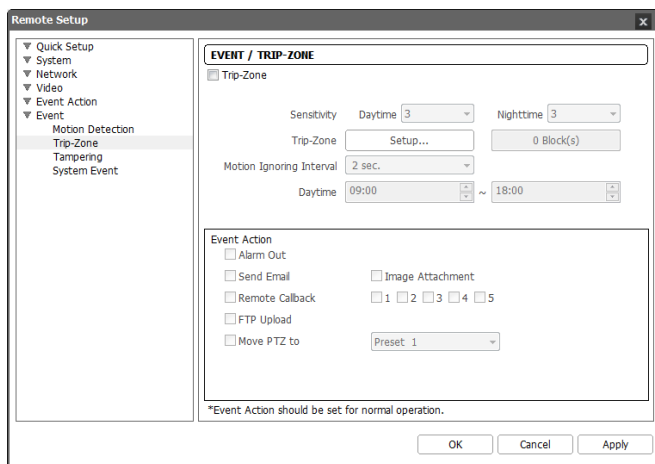 Remote Setup
Quick Setup
System
Network
Video
Event Action
Event
Motion Detection
Trip-Zone
Tampering
System Event
EVENT / TRIP-ZONE
Trip-Zone
Sensitivity Daytime 3 Nighttime 3
Trip-Zone Setup... 0 Block(s)
Motion Ignoring Interval 2 sec.
Daytime 09:00 ~ 18:00
Event Action
Alarm Out
Send Email Image Attachment
Remote Callback 1 2 3 4 5
FTP Upload
Move PTZ to Preset 1
*Event Action should be set for normal operation.
OK Cancel Apply